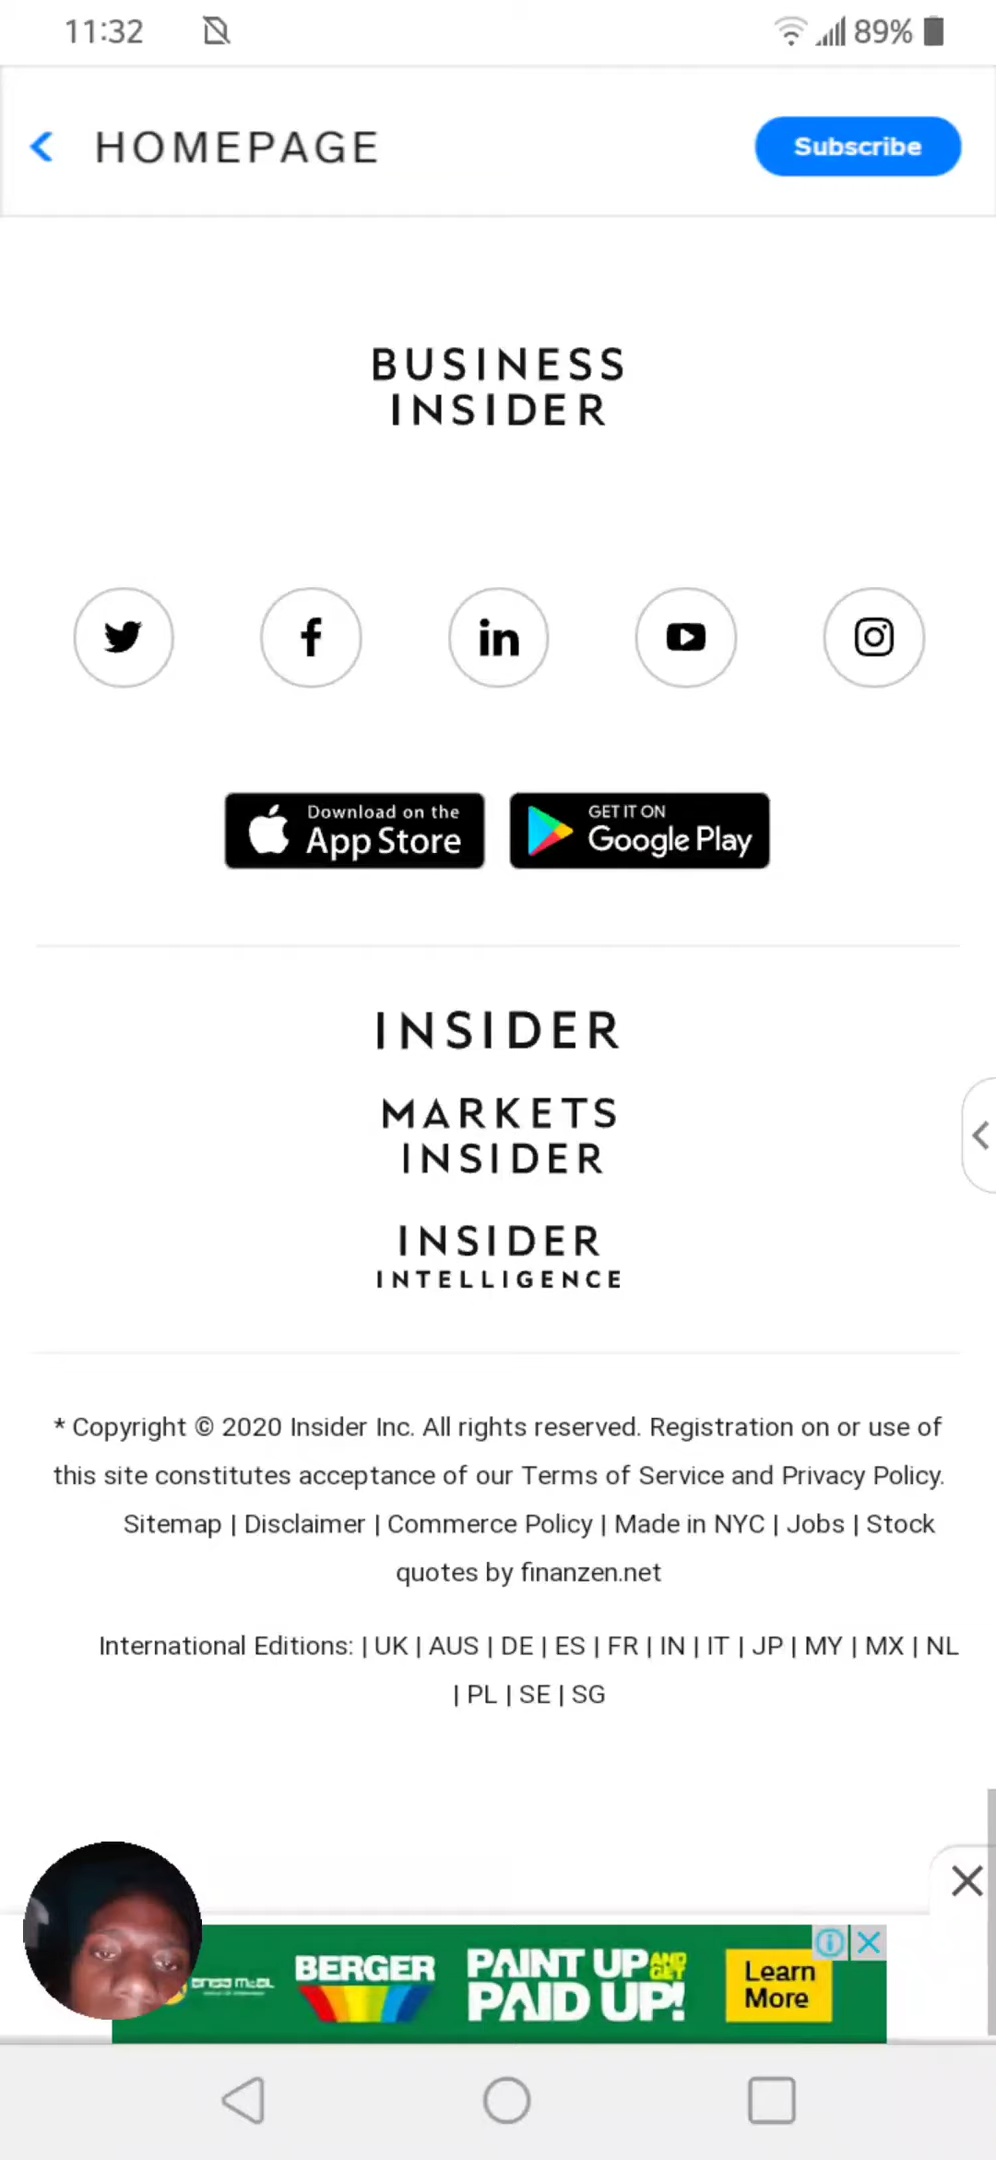 11:32 89%
HOMEPAGE Subscribe
BUSINESS
INSIDER
Download on the
App Store
GET IT ON
Google Play
INSIDER
MARKETS
INSIDER
INSIDER
INTELLIGENCE
* Copyright © 2020 Insider Inc. All rights reserved. Registration on or use of
this site constitutes acceptance of our Terms of Service and Privacy Policy.
Sitemap | Disclaimer | Commerce Policy | Made in NYC | Jobs | Stock
quotes by finanzen.net
International Editions: | UK | AUS | DE | ES | FR | IN | IT | JP | MY | MX | NL
| PL | SE | SG
BERGER
PAINT UP AND GET
PAID UP!
Learn
More